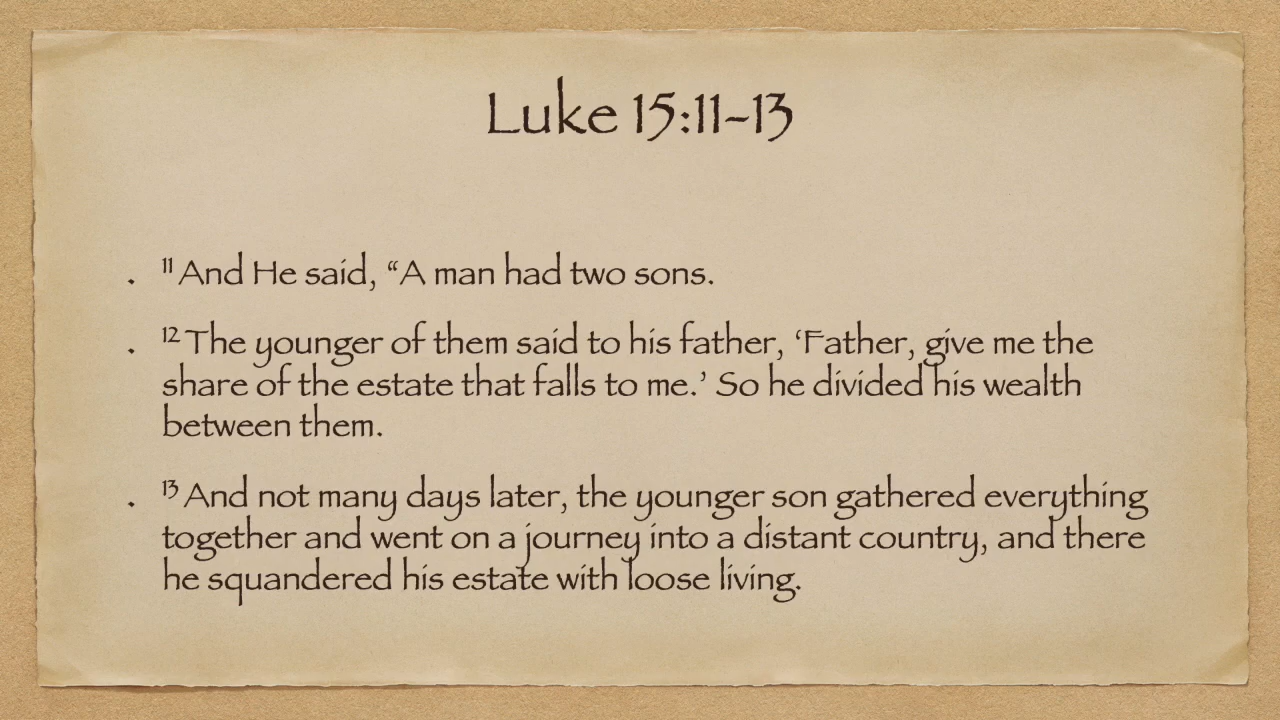 Luke 15:11-13
. 11 And He said, “A man had two sons.
. 12 The younger of them said to his father, ‘Father, give me the
share of the estate that falls to me.’ So he divided his wealth
between them.
. 13 And not many days later, the younger son gathered everything
together and went on a journey into a distant country, and there
he squandered his estate with loose living.